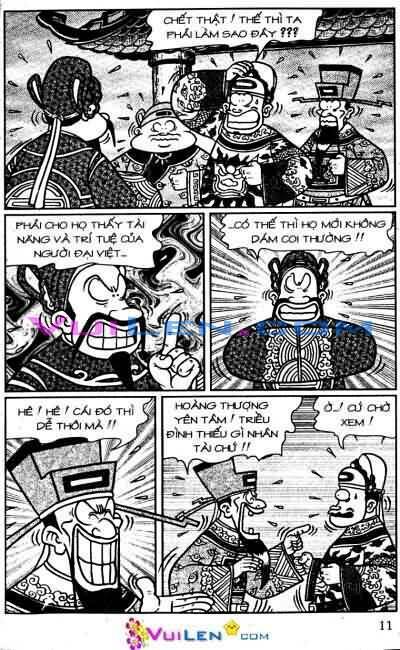 CHẾT THẬT! THẾ THÌ TA
PHẢI LÀM SAO ĐÂY ???
PHẢI CHO HỌ THẤY TÀI
NĂNG VÀ TRÍ TUỆ CỦA
NGƯỜI ĐẠI VIỆT...
...CÓ THẾ THÌ HỌ MỚI KHÔNG
DÁM COI THƯỜNG !!
VUILEN.COM
HÊ! HÊ! CÁI ĐÓ THÌ
DỄ THÔI MÀ !!
HOÀNG THƯỢNG
YÊN TÂM! TRIỀU
ĐÌNH THIẾU GÌ NHÂN
TÀI CHỨ !!
Ờ...! CỨ CHỜ
XEM!
11
VUILEN.COM